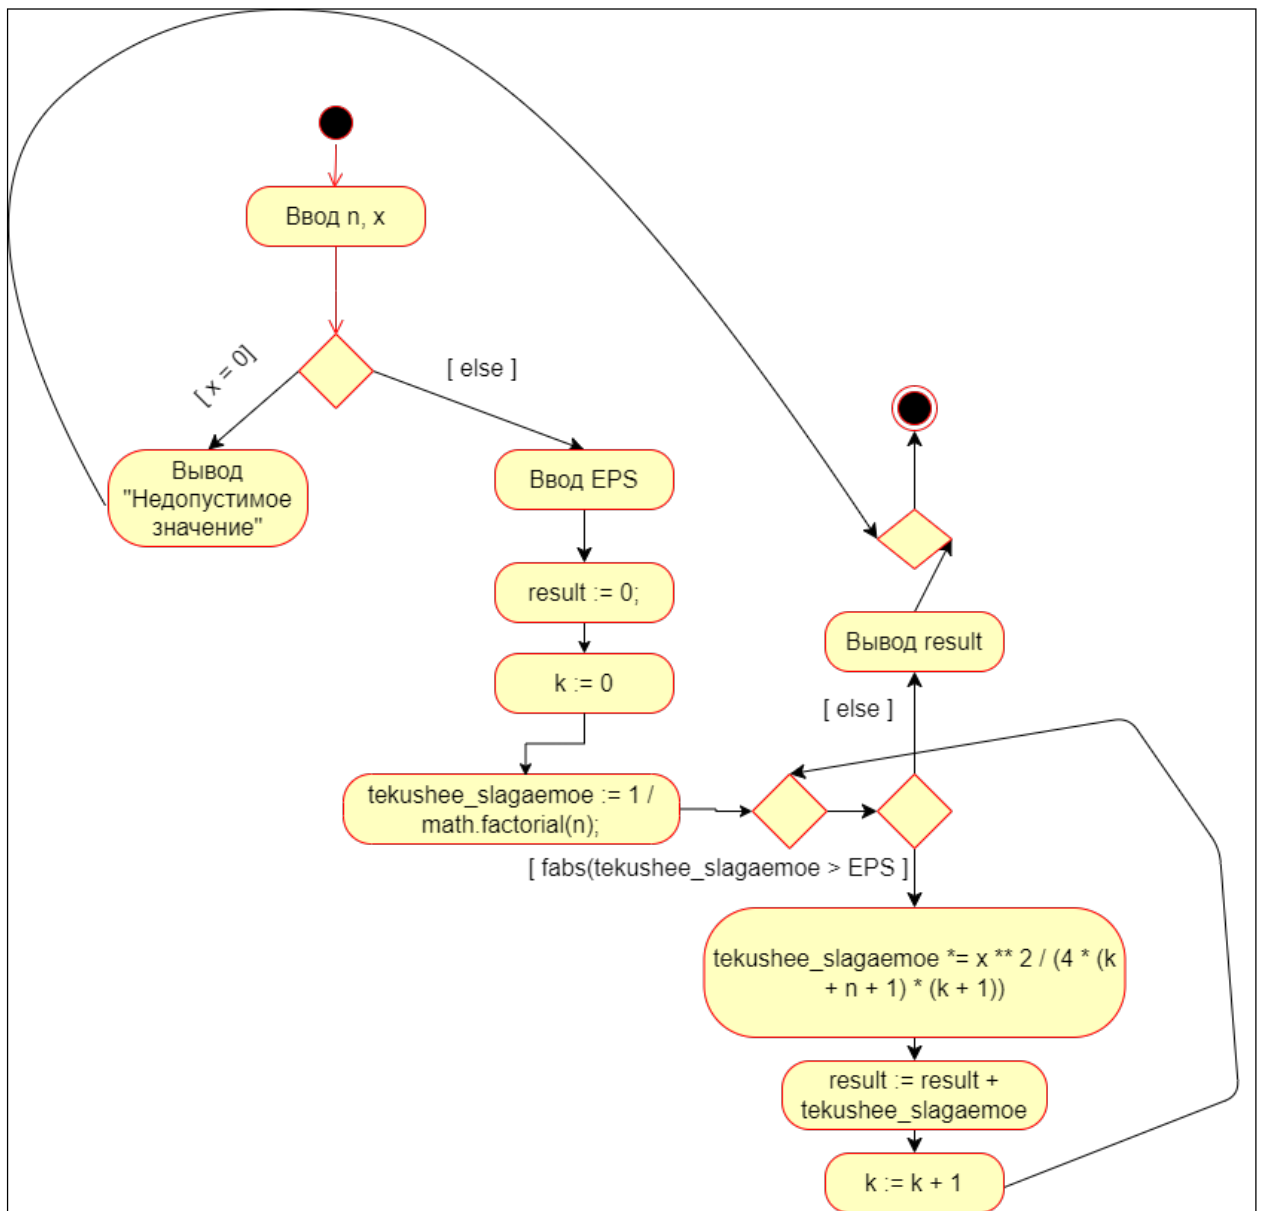 Ввод n, x
[ x = 0]
[ else ]
Вывод
"Недопустимое
значение"
Ввод EPS
result := 0;
k := 0
Вывод result
[ else ]
tekushee_slagaemoe := 1 /
math.factorial(n);
[ fabs(tekushee_slagaemoe > EPS ]
tekushee_slagaemoe *= x ** 2 / (4 * (k
+ n + 1) * (k + 1))
result := result +
tekushee_slagaemoe
k := k + 1